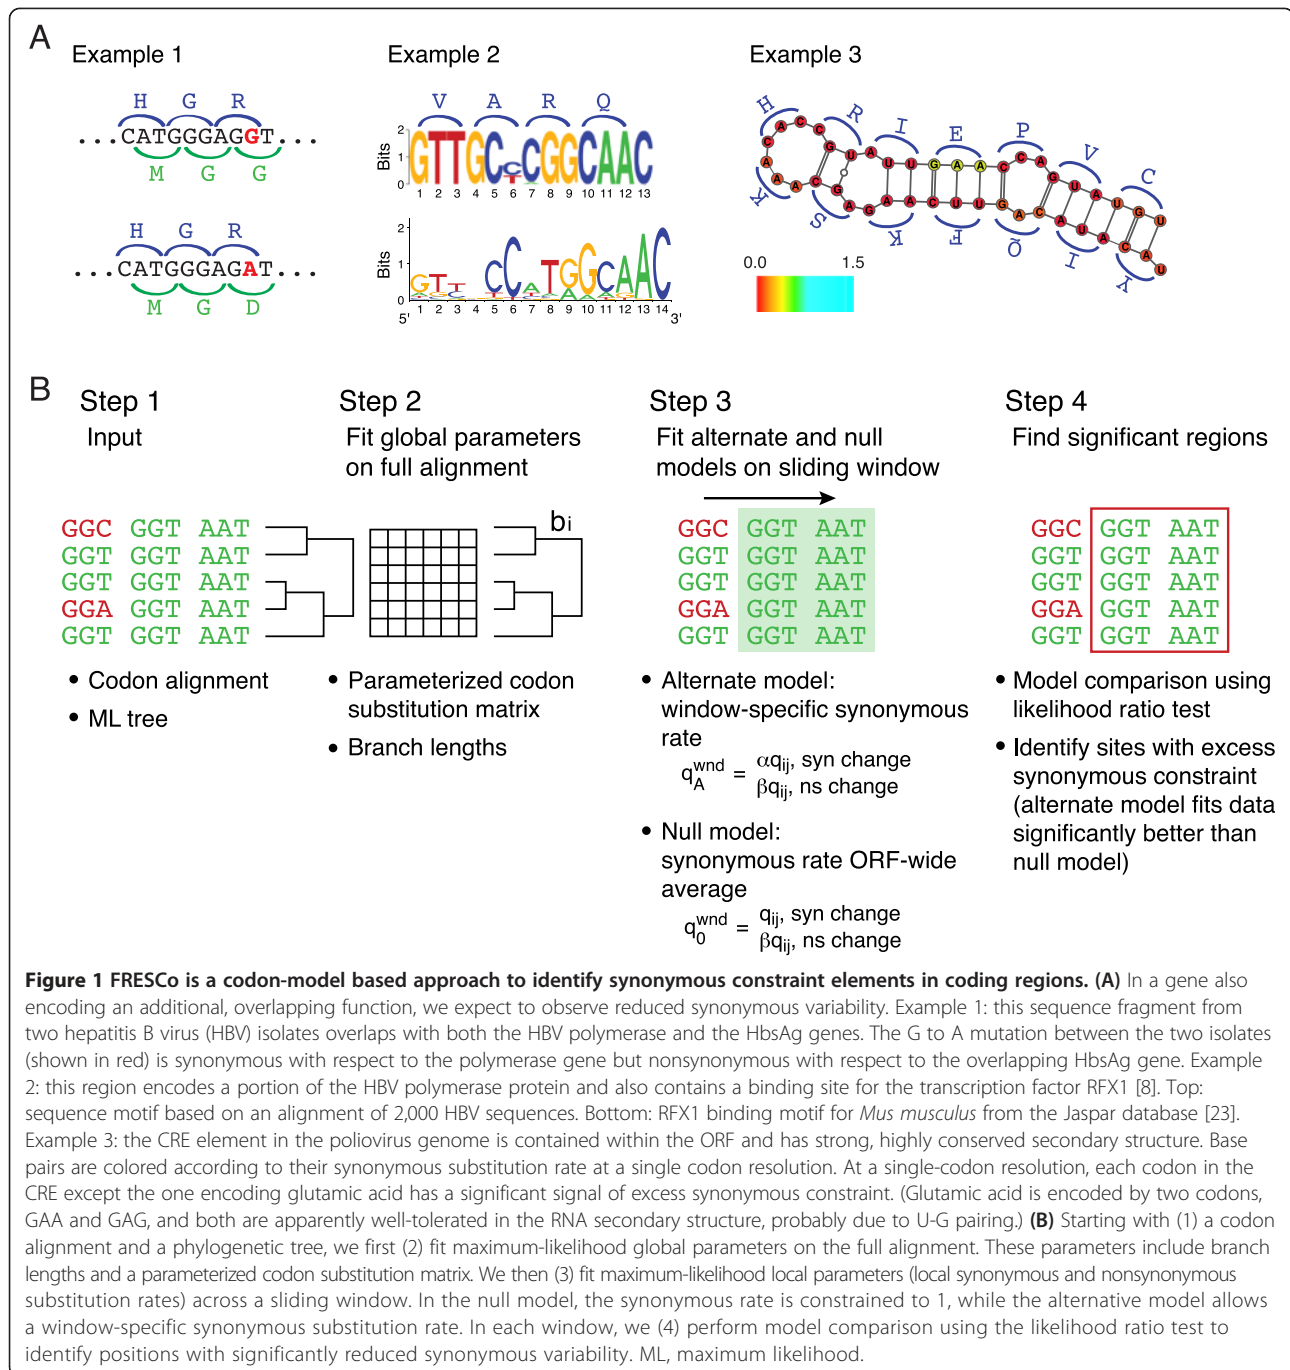 A
Example 1
Example 2
Example 3
H G R
...CATGGGAGGT...
M G G
H G R
...CATGGGAGAT...
M G D
V A R Q
Bits
2
1
0
GTTGCCCGGCAAC
1 2 3 4 5 6 7 8 9 10 11 12 13
Bits
2
1
0
GTT CCATGGCAAC
1 2 3 4 5 6 7 8 9 10 11 12 13 14
5' 3'
H R I E P V C
K S K F Q I Y
0.0 1.5
B
Step 1
Input
GGC GGT AAT
GGT GGT AAT
GGT GGT AAT
GGA GGT AAT
GGT GGT AAT
• Codon alignment
• ML tree
Step 2
Fit global parameters
on full alignment
bi
• Parameterized codon
substitution matrix
• Branch lengths
Step 3
Fit alternate and null
models on sliding window
GGC GGT AAT
GGT GGT AAT
GGT GGT AAT
GGA GGT AAT
GGT GGT AAT
• Alternate model:
window-specific synonymous
rate
q_A^wnd = αq_ij, syn change
βq_ij, ns change
• Null model:
synonymous rate ORF-wide
average
q_0^wnd = q_ij, syn change
βq_ij, ns change
Step 4
Find significant regions
GGC GGT AAT
GGT GGT AAT
GGT GGT AAT
GGA GGT AAT
GGT GGT AAT
• Model comparison using
likelihood ratio test
• Identify sites with excess
synonymous constraint
(alternate model fits data
significantly better than
null model)
Figure 1 FRESCo is a codon-model based approach to identify synonymous constraint elements in coding regions. (A) In a gene also
encoding an additional, overlapping function, we expect to observe reduced synonymous variability. Example 1: this sequence fragment from
two hepatitis B virus (HBV) isolates overlaps with both the HBV polymerase and the HbsAg genes. The G to A mutation between the two isolates
(shown in red) is synonymous with respect to the polymerase gene but nonsynonymous with respect to the overlapping HbsAg gene. Example
2: this region encodes a portion of the HBV polymerase protein and also contains a binding site for the transcription factor RFX1 [8]. Top:
sequence motif based on an alignment of 2,000 HBV sequences. Bottom: RFX1 binding motif for Mus musculus from the Jaspar database [23].
Example 3: the CRE element in the poliovirus genome is contained within the ORF and has strong, highly conserved secondary structure. Base
pairs are colored according to their synonymous substitution rate at a single codon resolution. At a single-codon resolution, each codon in the
CRE except the one encoding glutamic acid has a significant signal of excess synonymous constraint. (Glutamic acid is encoded by two codons,
GAA and GAG, and both are apparently well-tolerated in the RNA secondary structure, probably due to U-G pairing.) (B) Starting with (1) a codon
alignment and a phylogenetic tree, we first (2) fit maximum-likelihood global parameters on the full alignment. These parameters include branch
lengths and a parameterized codon substitution matrix. We then (3) fit maximum-likelihood local parameters (local synonymous and nonsynonymous
substitution rates) across a sliding window. In the null model, the synonymous rate is constrained to 1, while the alternative model allows
a window-specific synonymous substitution rate. In each window, we (4) perform model comparison using the likelihood ratio test to
identify positions with significantly reduced synonymous variability. ML, maximum likelihood.